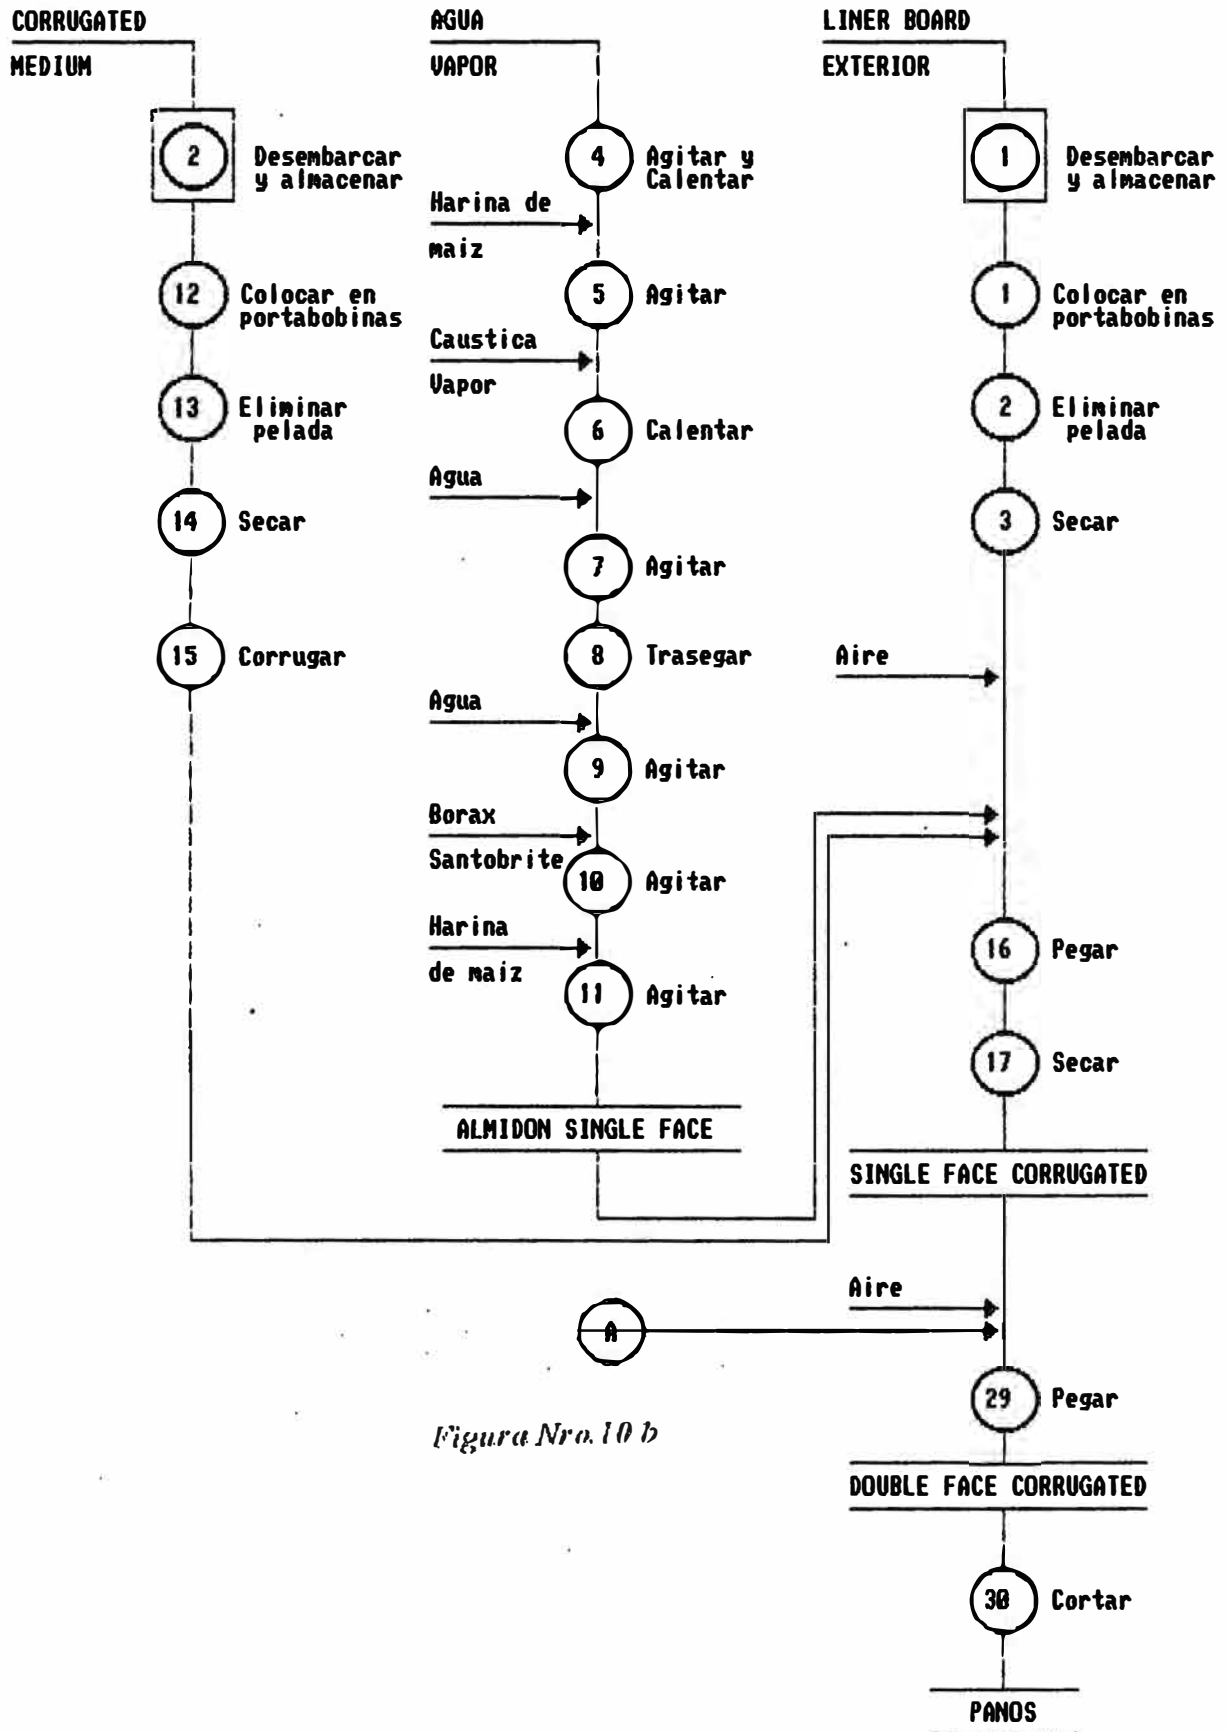 CORRUGATED
MEDIUM
2
Desembarcar
y almacenar
12
Colocar en
portabobinas
13
Eliminar
pelada
14
Secar
15
Corrugar
AGUA
VAPOR
4
Agitar y
Calentar
Harina de
maiz
5
Agitar
Caustica
Vapor
6
Calentar
Agua
7
Agitar
8
Trasegar
Agua
9
Agitar
Borax
Santobrite
10
Agitar
Harina
de maiz
11
Agitar
ALMIDON SINGLE FACE
LINER BOARD
EXTERIOR
1
Desembarcar
y almacenar
1
Colocar en
portabobinas
2
Eliminar
pelada
3
Secar
Aire
16
Pegar
17
Secar
SINGLE FACE CORRUGATED
Aire
A
29
Pegar
DOUBLE FACE CORRUGATED
30
Cortar
PANOS
Figura Nro. 10 b